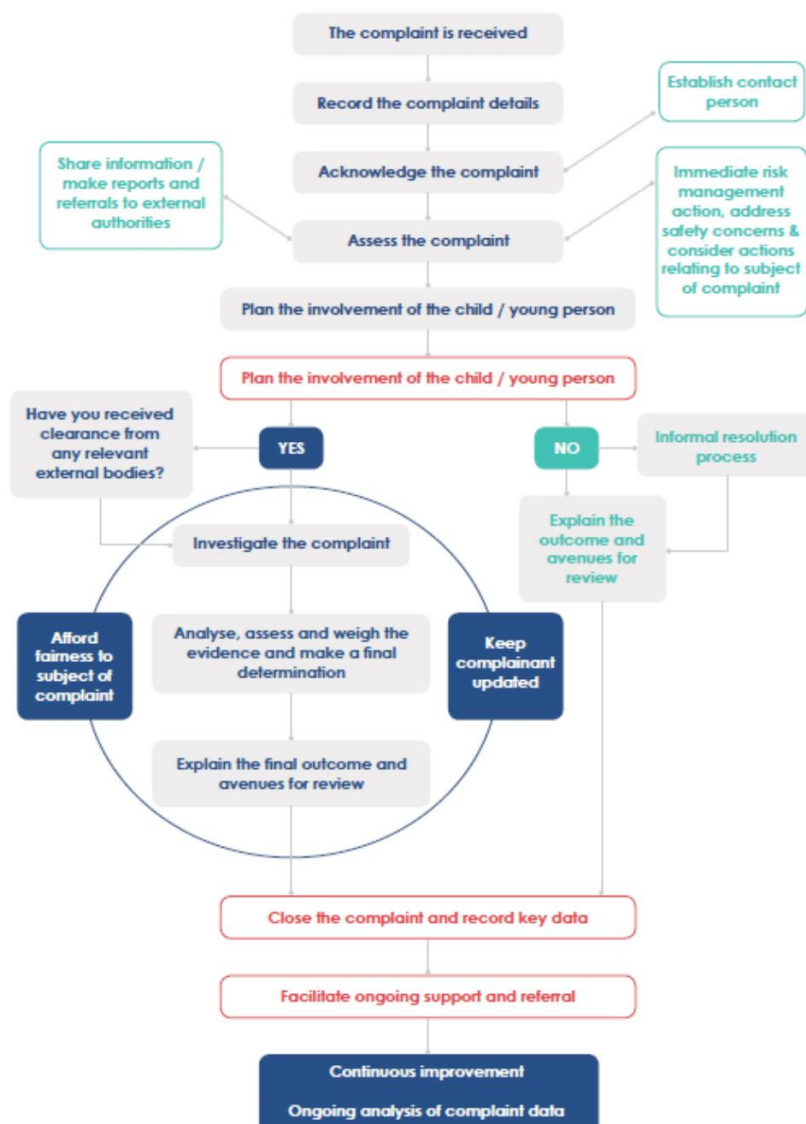 The complaint is received
Record the complaint details
Establish contact
person
Acknowledge the complaint
Share information /
make reports and
referrals to external
authorities
Immediate risk
management
action, address
safety concerns &
consider actions
relating to subject
of complaint
Assess the complaint
Plan the involvement of the child / young person
Plan the involvement of the child / young person
Have you received
clearance from
any relevant
external bodies?
YES
NO
Informal resolution
process
Investigate the complaint
Explain the
outcome and
avenues for
review
Afford
fairness to
subject of
complaint
Analyse, assess and weigh the
evidence and make a final
determination
Keep
complainant
updated
Explain the final outcome and
avenues for review
Close the complaint and record key data
Facilitate ongoing support and referral
Continuous improvement
Ongoing analysis of complaint data